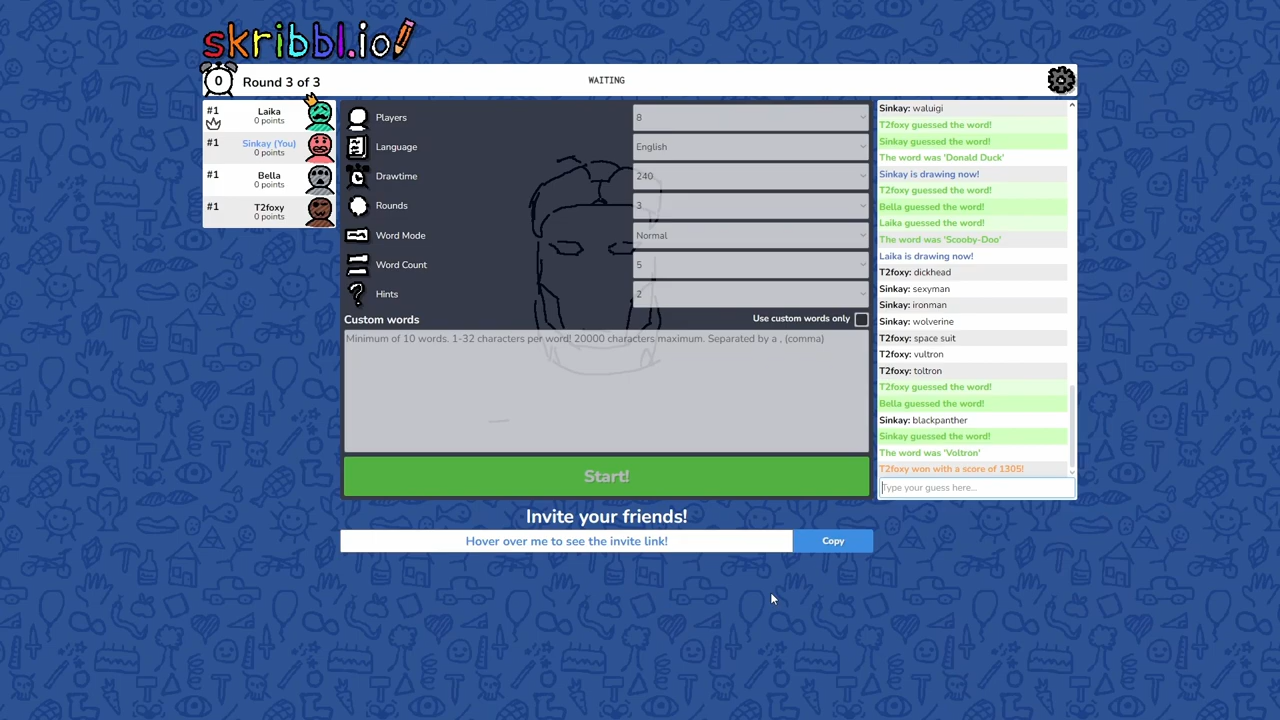 skribbl.io
0
Round 3 of 3
WAITING
#1
Laika
0 points
#1
Sinkay (You)
0 points
#1
Bella
0 points
#1
T2foxy
0 points
Players
8
Language
English
Drawtime
240
Rounds
3
Word Mode
Normal
Word Count
5
Hints
2
Custom words
Use custom words only
Minimum of 10 words. 1-32 characters per word! 20000 characters maximum. Separated by a , (comma)
Start!
Invite your friends!
Hover over me to see the invite link!
Copy
Sinkay: waluigi
T2foxy guessed the word!
Sinkay guessed the word!
The word was 'Donald Duck'
Sinkay is drawing now!
T2foxy guessed the word!
Bella guessed the word!
Laika guessed the word!
The word was 'Scooby-Doo'
Laika is drawing now!
T2foxy: dickhead
Sinkay: sexyman
Sinkay: ironman
Sinkay: wolverine
T2foxy: space suit
T2foxy: vultron
T2foxy: toltron
T2foxy guessed the word!
Bella guessed the word!
Sinkay: blackpanther
Sinkay guessed the word!
The word was 'Voltron'
T2foxy won with a score of 1305!
Type your guess here...